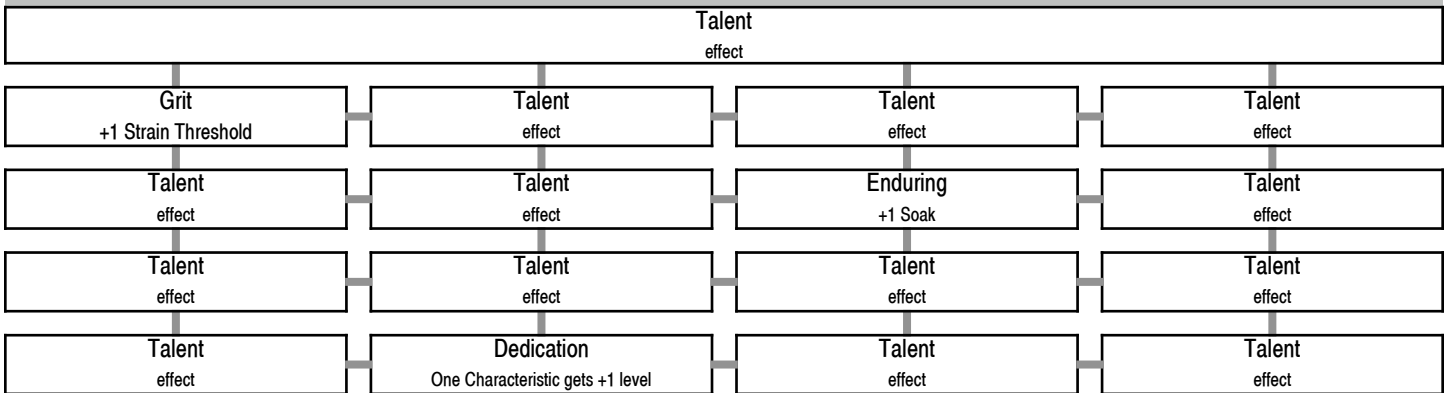 Talent
effect
Grit Talent Talent Talent
+1 Strain Threshold effect effect effect
Talent Talent Enduring Talent
effect effect +1 Soak effect
Talent Talent Talent Talent
effect effect effect effect
Talent Dedication Talent Talent
effect One Characteristic gets +1 level effect effect